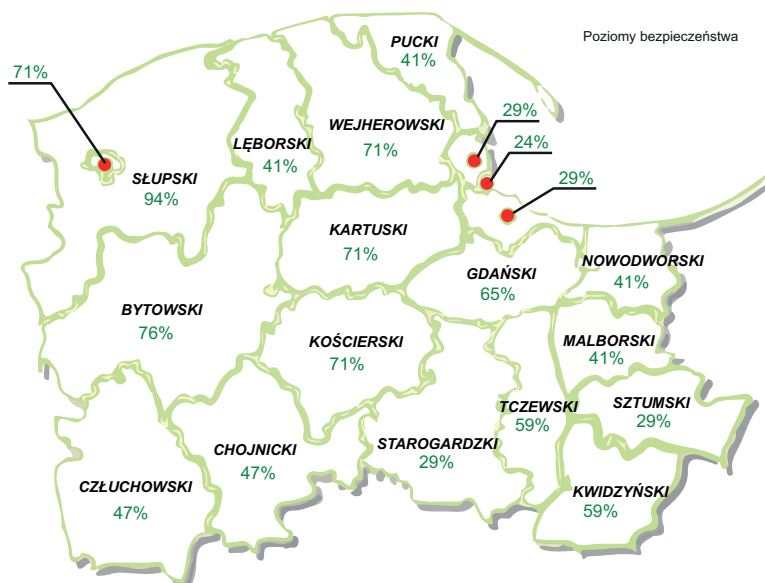 Poziomy bezpieczeństwa
PUCKI
41%
71%
29%
WEJHEROWSKI
71%
LĘBORSKI
41%
24%
SŁUPSKI
94%
29%
KARTUSKI
71%
GDAŃSKI
65%
NOWODWORSKI
41%
BYTOWSKI
76%
KOŚCIERSKI
71%
MALBORSKI
41%
TCZEWSKI
59%
SZTUMSKI
29%
CHOJNICKI
47%
STAROGARDZKI
29%
CZŁUCHOWSKI
47%
KWIDZYŃSKI
59%